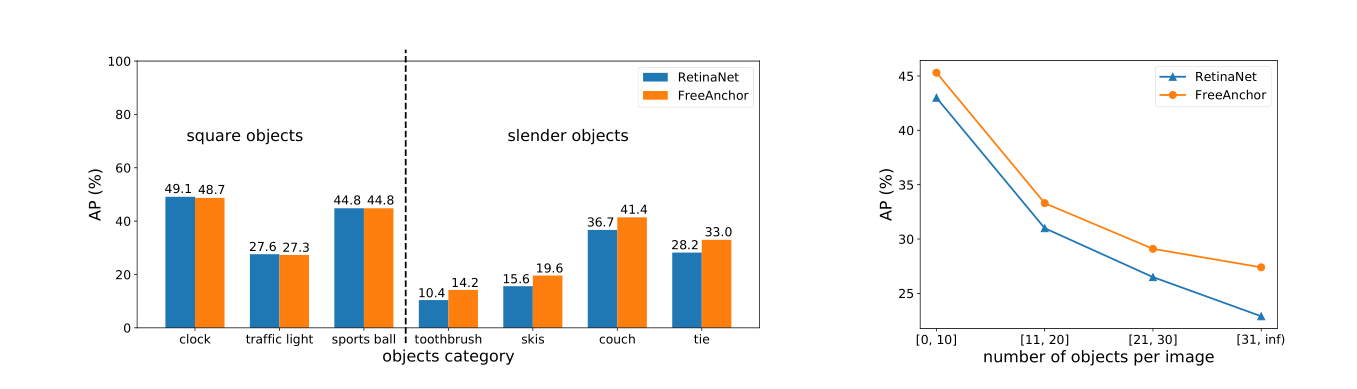 100
80
60
40
20
0
AP (%)
square objects
slender objects
RetinaNet
FreeAnchor
49.1 48.7
27.6 27.3
44.8 44.8
10.4 14.2
15.6 19.6
36.7 41.4
28.2 33.0
clock traffic light sports ball toothbrush skis couch tie
objects category
45
40
35
30
25
AP (%)
RetinaNet
FreeAnchor
[0, 10] [11, 20] [21, 30] [31, inf)
number of objects per image